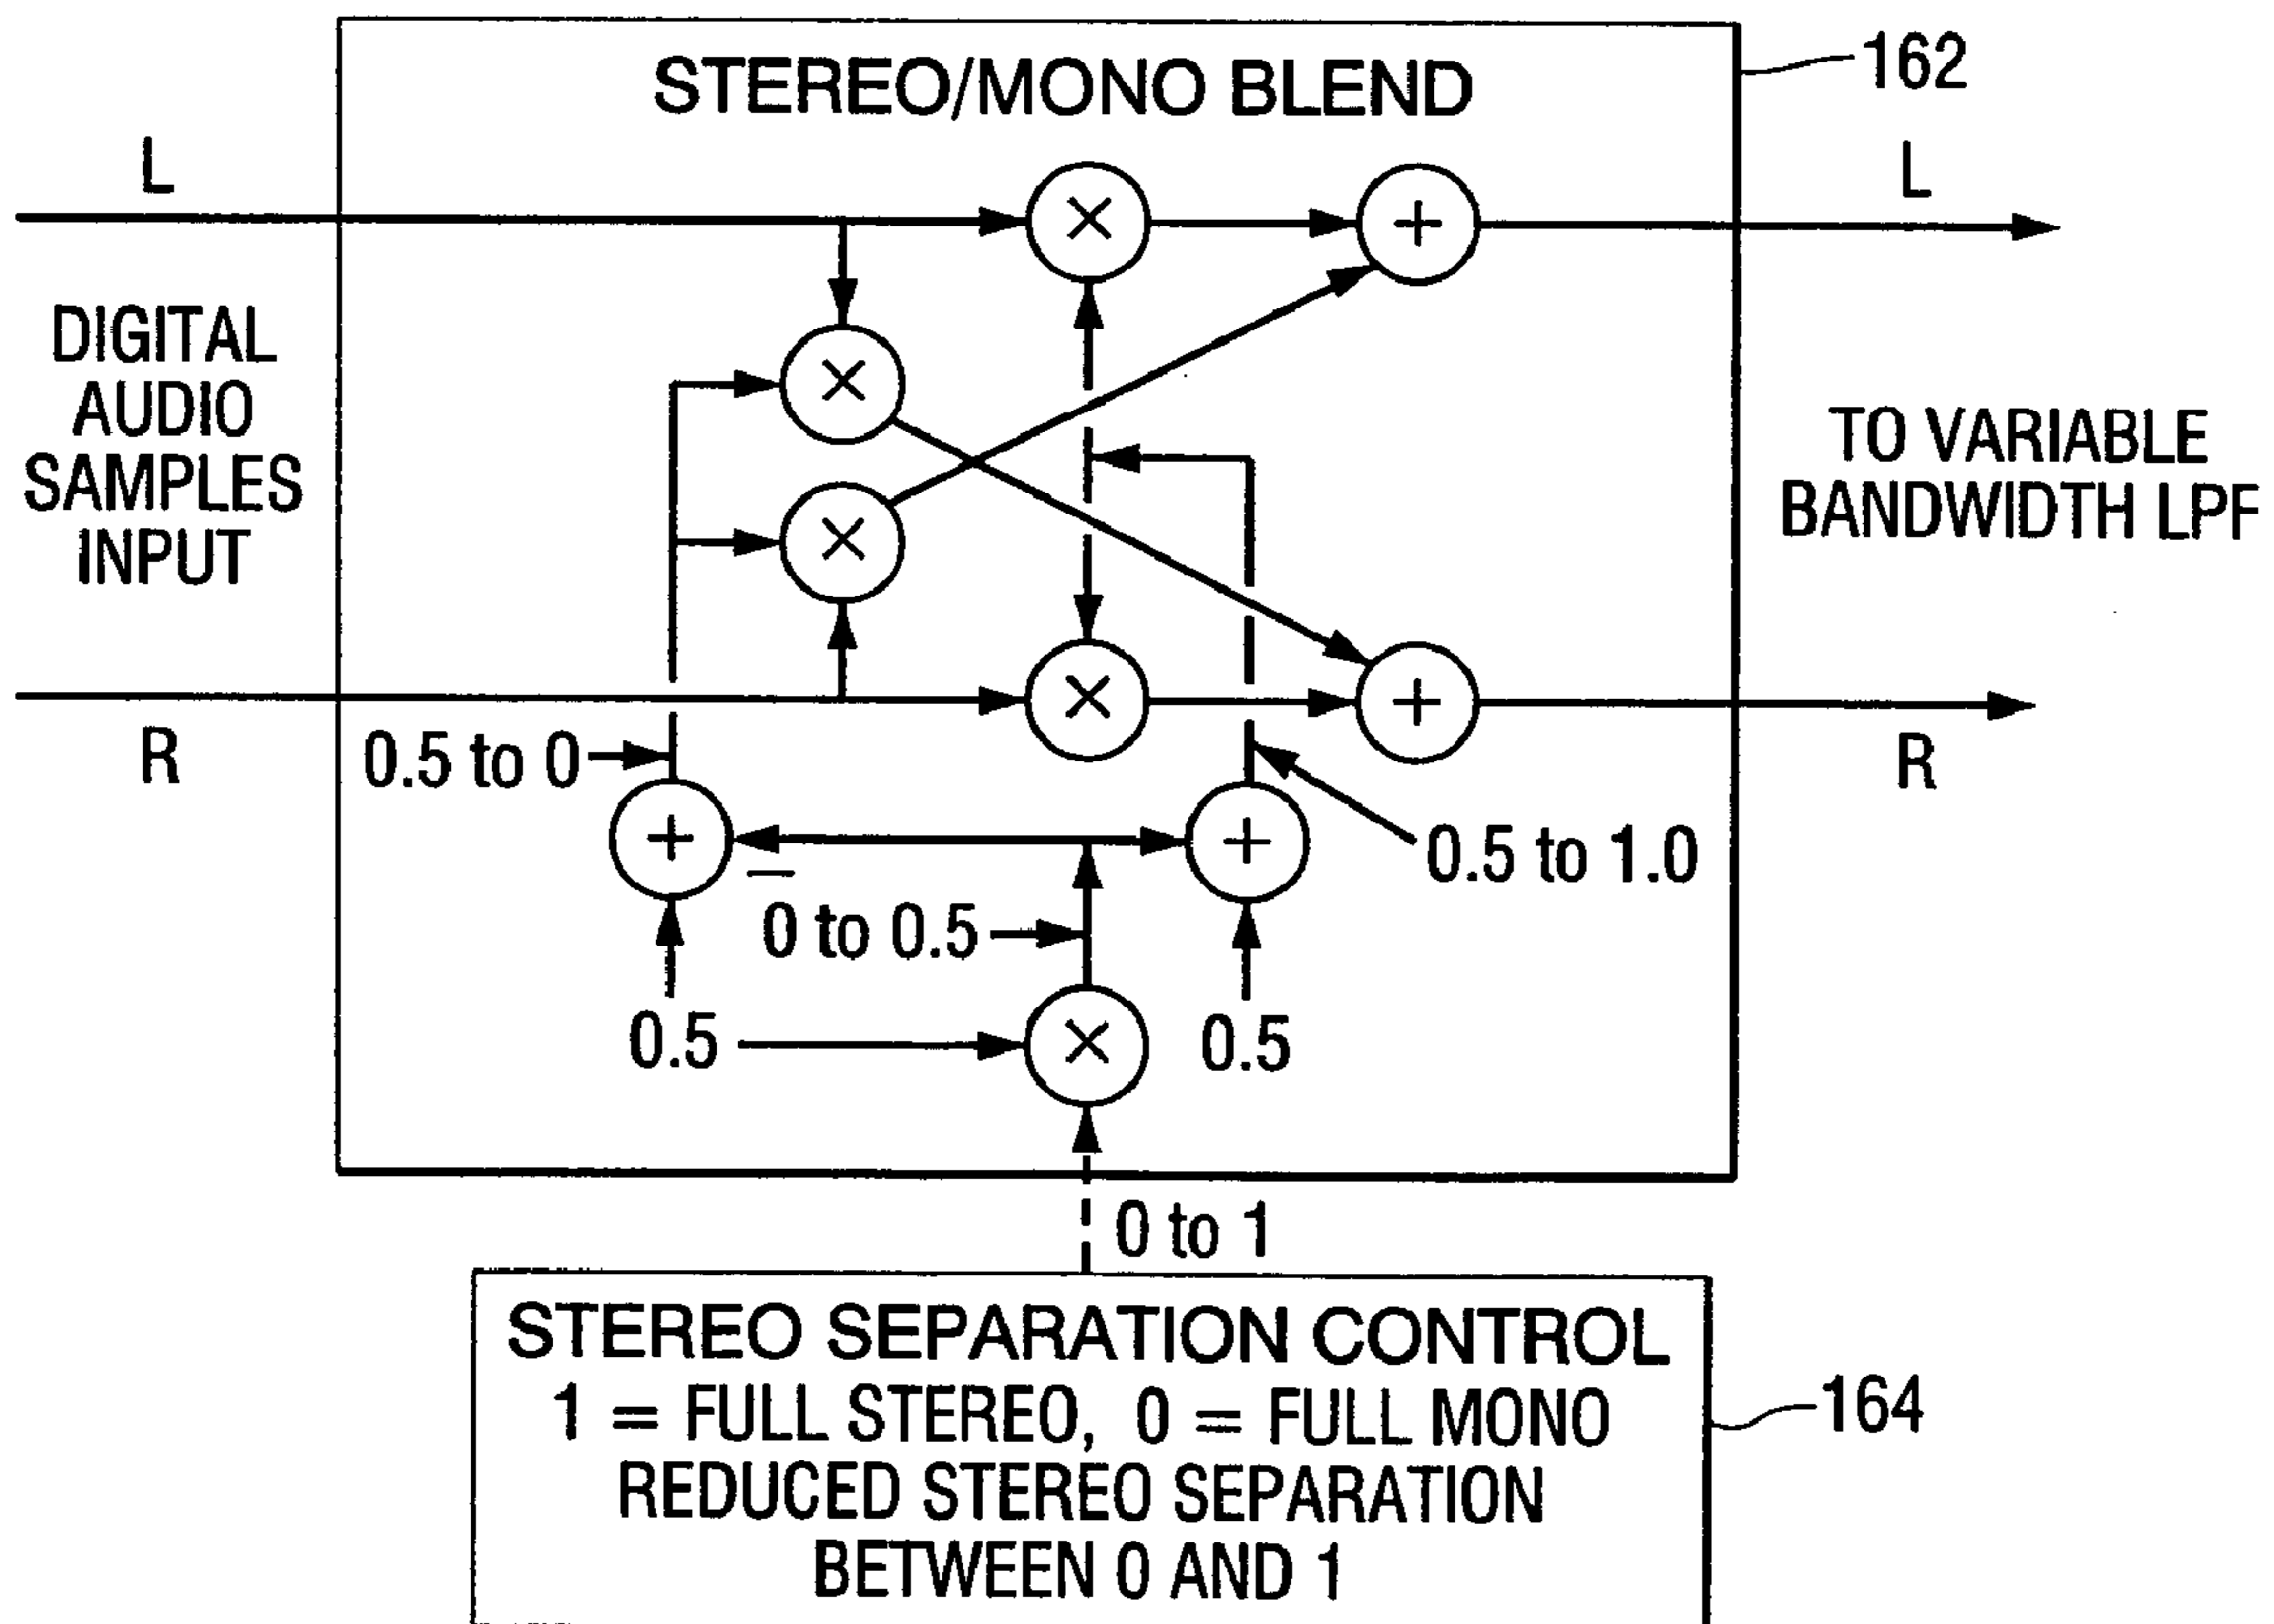 STEREO/MONO BLEND
162
L
L
×
+
DIGITAL
AUDIO
SAMPLES
INPUT
×
TO VARIABLE
BANDWIDTH LPF
×
×
+
R
0.5 to 0
R
+
+
0.5 to 1.0
−
0 to 0.5
0.5
×
0.5
0 to 1
STEREO SEPARATION CONTROL
1 = FULL STEREO, 0 = FULL MONO
REDUCED STEREO SEPARATION
BETWEEN 0 AND 1
164